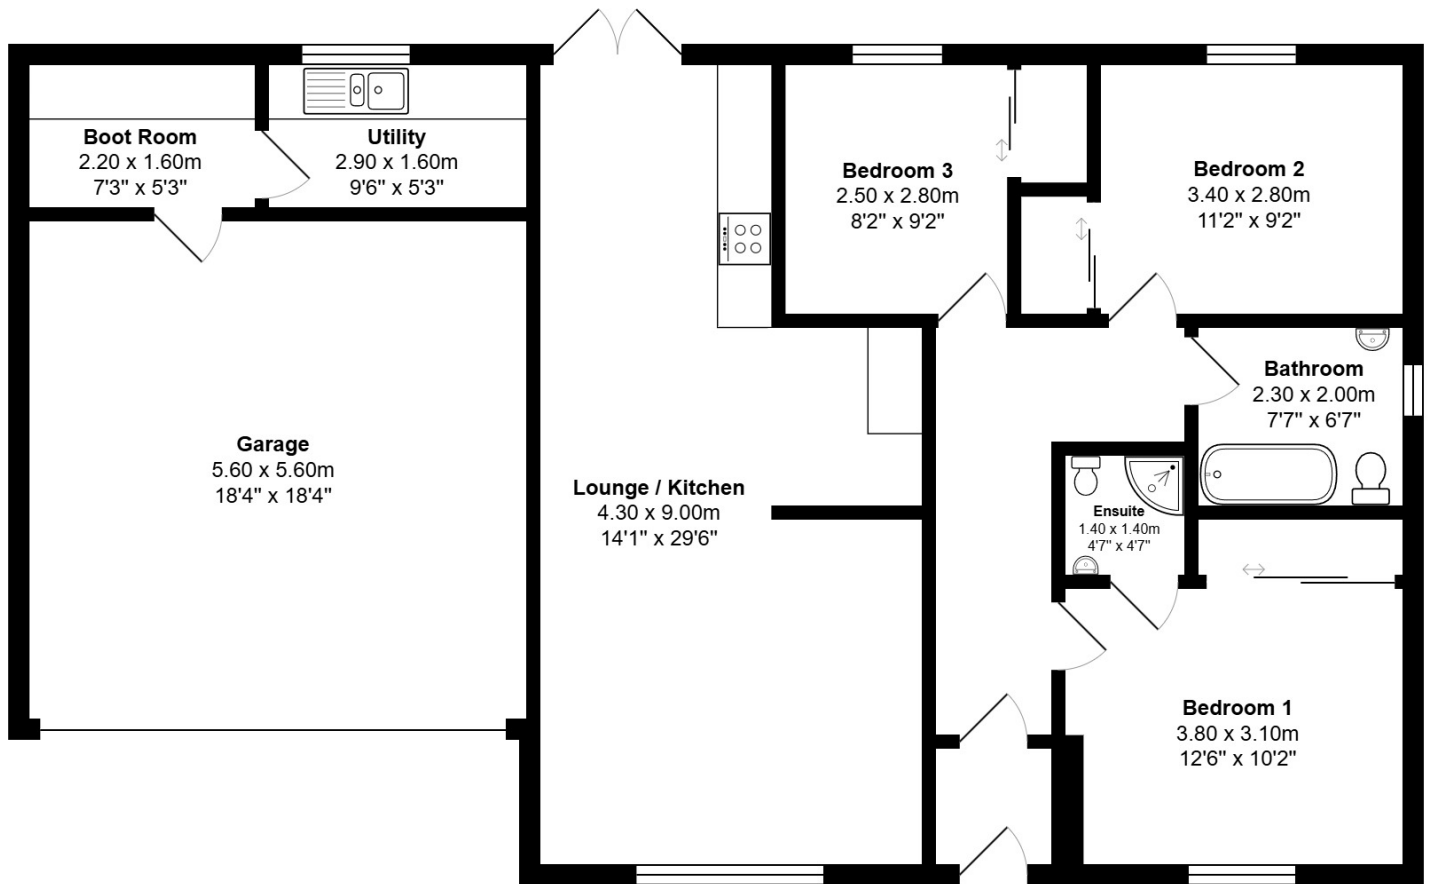 Boot Room
2.20 x 1.60m
7'3" x 5'3"
Utility
2.90 x 1.60m
9'6" x 5'3"
Bedroom 3
2.50 x 2.80m
8'2" x 9'2"
Bedroom 2
3.40 x 2.80m
11'2" x 9'2"
Bathroom
2.30 x 2.00m
7'7" x 6'7"
Garage
5.60 x 5.60m
18'4" x 18'4"
Lounge / Kitchen
4.30 x 9.00m
14'1" x 29'6"
Ensuite
1.40 x 1.40m
4'7" x 4'7"
Bedroom 1
3.80 x 3.10m
12'6" x 10'2"